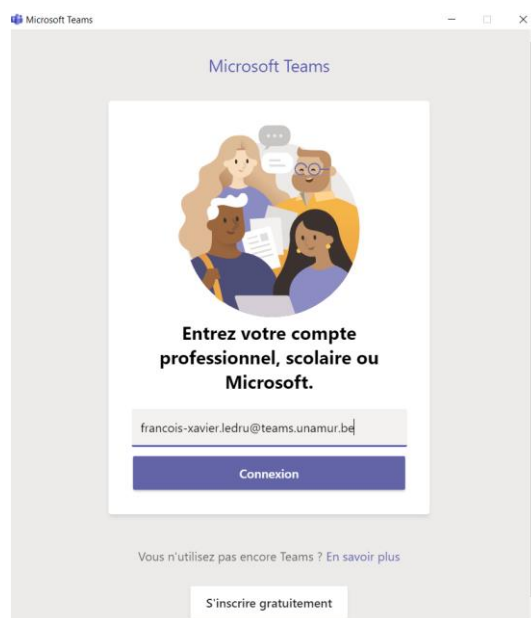 Microsoft Teams
Microsoft Teams
Entrez votre compte
professionnel, scolaire ou
Microsoft.
francois-xavier.ledru@teams.unamur.be
Connexion
Vous n'utilisez pas encore Teams ? En savoir plus
S'inscrire gratuitement